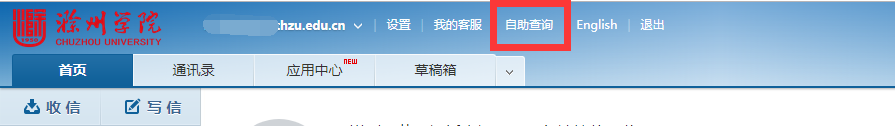 滁州学院
CHUZHOU UNIVERSITY
chzu.edu.cn 设置 | 我的客服 自助查询 English | 退出
首页 通讯录 应用中心 NEW 草稿箱
收信 写信